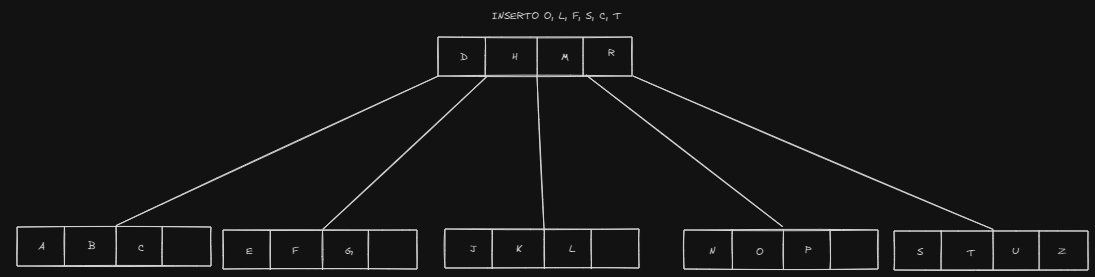 INSERTO O, L, F, S, C, T
D H M R
A B C E F G J K L N O P S T U Z